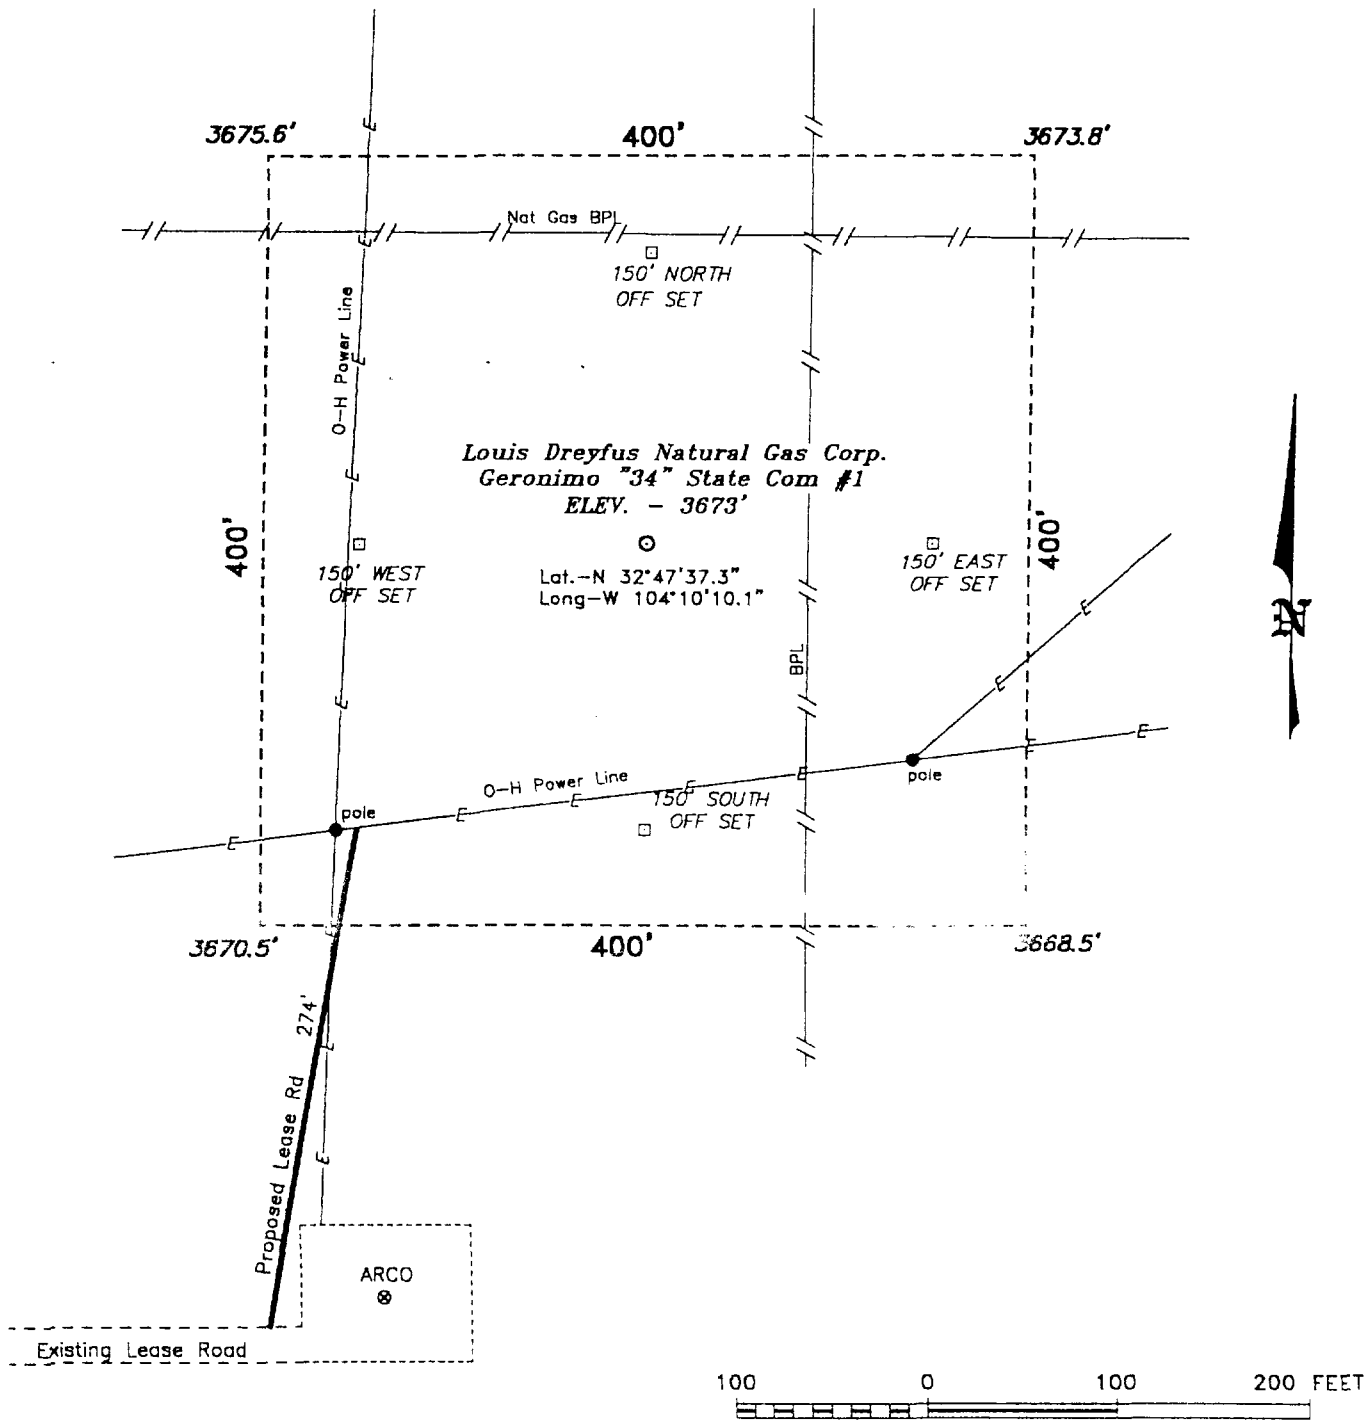 3675.6'
400'
3673.8'
Nat Gas BPL
150' NORTH
OFF SET
O-H Power Line
Louis Dreyfus Natural Gas Corp.
Geronimo "34" State Com #1
ELEV. - 3673'
400'
400'
150' WEST
OFF SET
Lat.-N 32°47'37.3"
Long-W 104°10'10.1"
150' EAST
OFF SET
N
BPL
O-H Power Line
pole
pole
150' SOUTH
OFF SET
3670.5'
400'
3668.5'
274'
Proposed Lease Rd
ARCO
Existing Lease Road
100 0 100 200 FEET
E E E E E E E E E E
E E E E E E E E E E